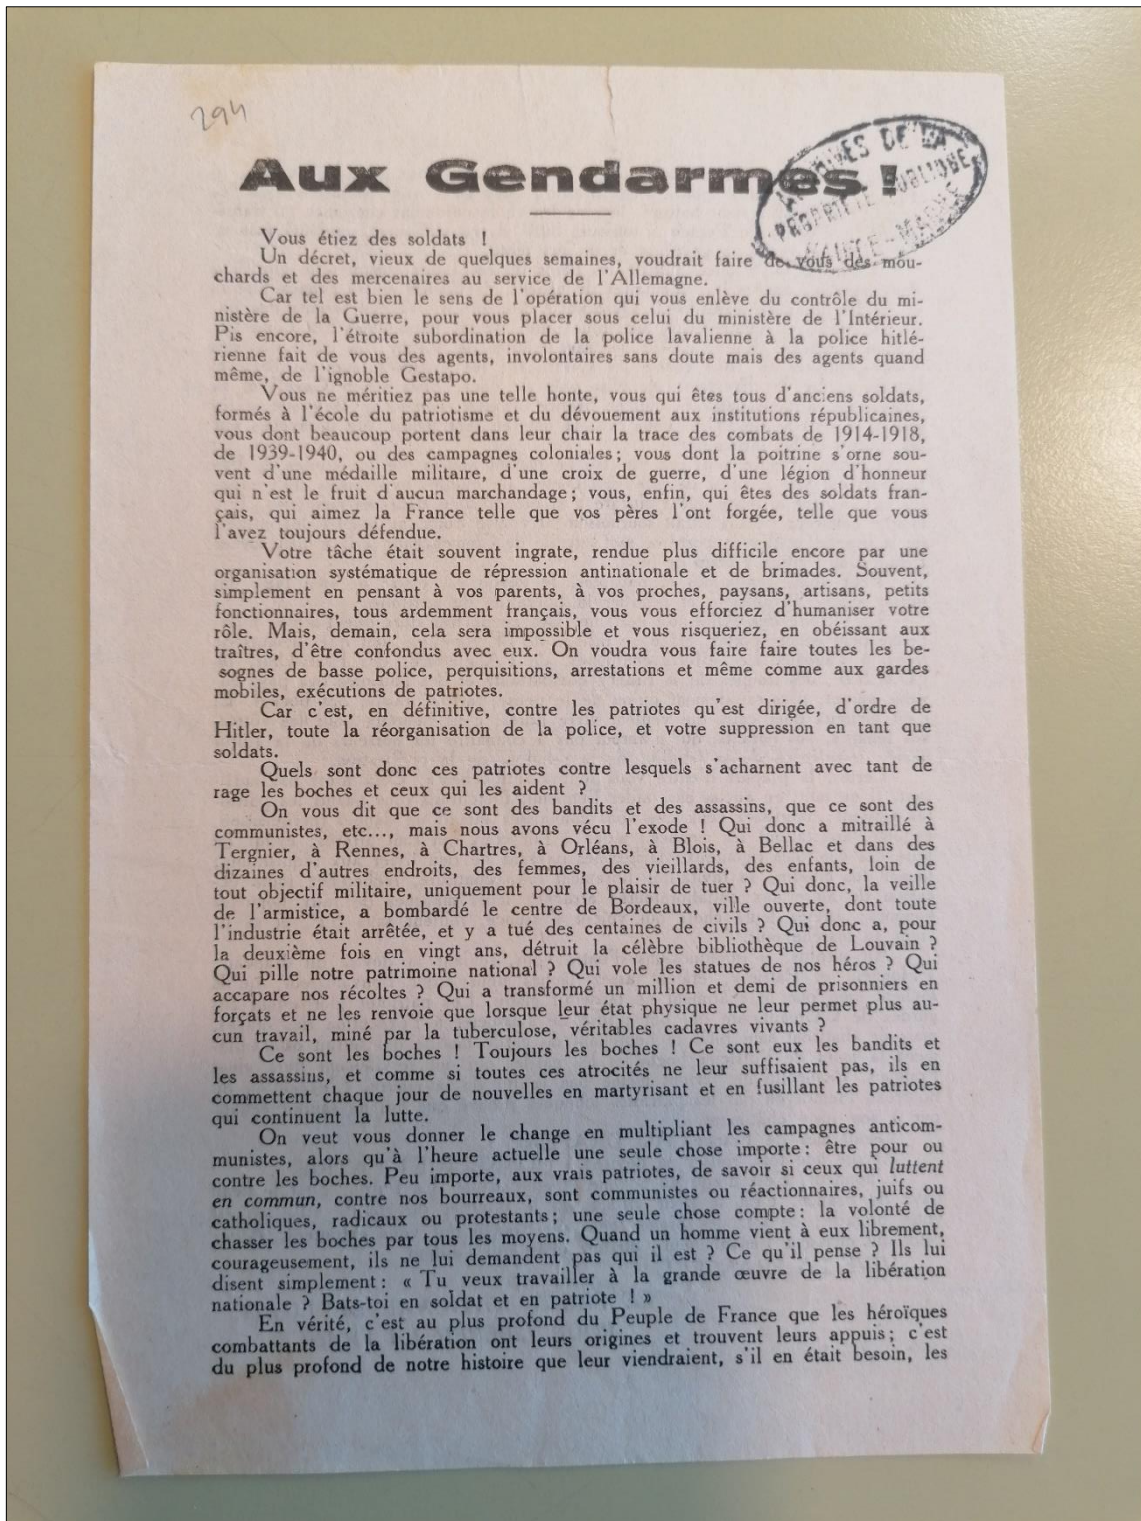 294
Aux Gendarmes !
ARCHIVES DE LA
PROPRIÉTÉ PUBLIQUE
HAUTE-MARNE
Vous étiez des soldats !
Un décret, vieux de quelques semaines, voudrait faire de vous des mou-
chards et des mercenaires au service de l'Allemagne.
Car tel est bien le sens de l'opération qui vous enlève du contrôle du mi-
nistère de la Guerre, pour vous placer sous celui du ministère de l'Intérieur.
Pis encore, l'étroite subordination de la police lavalienne à la police hitlé-
rienne fait de vous des agents, involontaires sans doute mais des agents quand
même, de l'ignoble Gestapo.
Vous ne méritiez pas une telle honte, vous qui êtes tous d'anciens soldats,
formés à l'école du patriotisme et du dévouement aux institutions républicaines,
vous dont beaucoup portent dans leur chair la trace des combats de 1914-1918,
de 1939-1940, ou des campagnes coloniales; vous dont la poitrine s'orne sou-
vent d'une médaille militaire, d'une croix de guerre, d'une légion d'honneur
qui n'est le fruit d'aucun marchandage; vous, enfin, qui êtes des soldats fran-
çais, qui aimez la France telle que vos pères l'ont forgée, telle que vous
l'avez toujours défendue.
Votre tâche était souvent ingrate, rendue plus difficile encore par une
organisation systématique de répression antinationale et de brimades. Souvent,
simplement en pensant à vos parents, à vos proches, paysans, artisans, petits
fonctionnaires, tous ardemment français, vous vous efforciez d'humaniser votre
rôle. Mais, demain, cela sera impossible et vous risqueriez, en obéissant aux
traîtres, d'être confondus avec eux. On voudra vous faire faire toutes les be-
sognes de basse police, perquisitions, arrestations et même comme aux gardes
mobiles, exécutions de patriotes.
Car c'est, en définitive, contre les patriotes qu'est dirigée, d'ordre de
Hitler, toute la réorganisation de la police, et votre suppression en tant que
soldats.
Quels sont donc ces patriotes contre lesquels s'acharnent avec tant de
rage les boches et ceux qui les aident ?
On vous dit que ce sont des bandits et des assassins, que ce sont des
communistes, etc..., mais nous avons vécu l'exode ! Qui donc a mitraillé à
Tergnier, à Rennes, à Chartres, à Orléans, à Blois, à Bellac et dans des
dizaines d'autres endroits, des femmes, des vieillards, des enfants, loin de
tout objectif militaire, uniquement pour le plaisir de tuer ? Qui donc, la veille
de l'armistice, a bombardé le centre de Bordeaux, ville ouverte, dont toute
l'industrie était arrêtée, et y a tué des centaines de civils ? Qui donc a, pour
la deuxième fois en vingt ans, détruit la célèbre bibliothèque de Louvain ?
Qui pille notre patrimoine national ? Qui vole les statues de nos héros ? Qui
accapare nos récoltes ? Qui a transformé un million et demi de prisonniers en
forçats et ne les renvoie que lorsque leur état physique ne leur permet plus au-
cun travail, miné par la tuberculose, véritables cadavres vivants ?
Ce sont les boches ! Toujours les boches ! Ce sont eux les bandits et
les assassins, et comme si toutes ces atrocités ne leur suffisaient pas, ils en
commettent chaque jour de nouvelles en martyrisant et en fusillant les patriotes
qui continuent la lutte.
On veut vous donner le change en multipliant les campagnes anticom-
munistes, alors qu'à l'heure actuelle une seule chose importe: être pour ou
contre les boches. Peu importe, aux vrais patriotes, de savoir si ceux qui luttent
en commun, contre nos bourreaux, sont communistes ou réactionnaires, juifs ou
catholiques, radicaux ou protestants; une seule chose compte: la volonté de
chasser les boches par tous les moyens. Quand un homme vient à eux librement,
courageusement, ils ne lui demandent pas qui il est ? Ce qu'il pense ? Ils lui
disent simplement: « Tu veux travailler à la grande œuvre de la libération
nationale ? Bats-toi en soldat et en patriote ! »
En vérité, c'est au plus profond du Peuple de France que les héroïques
combattants de la libération ont leurs origines et trouvent leurs appuis; c'est
du plus profond de notre histoire que leur viendraient, s'il en était besoin, les